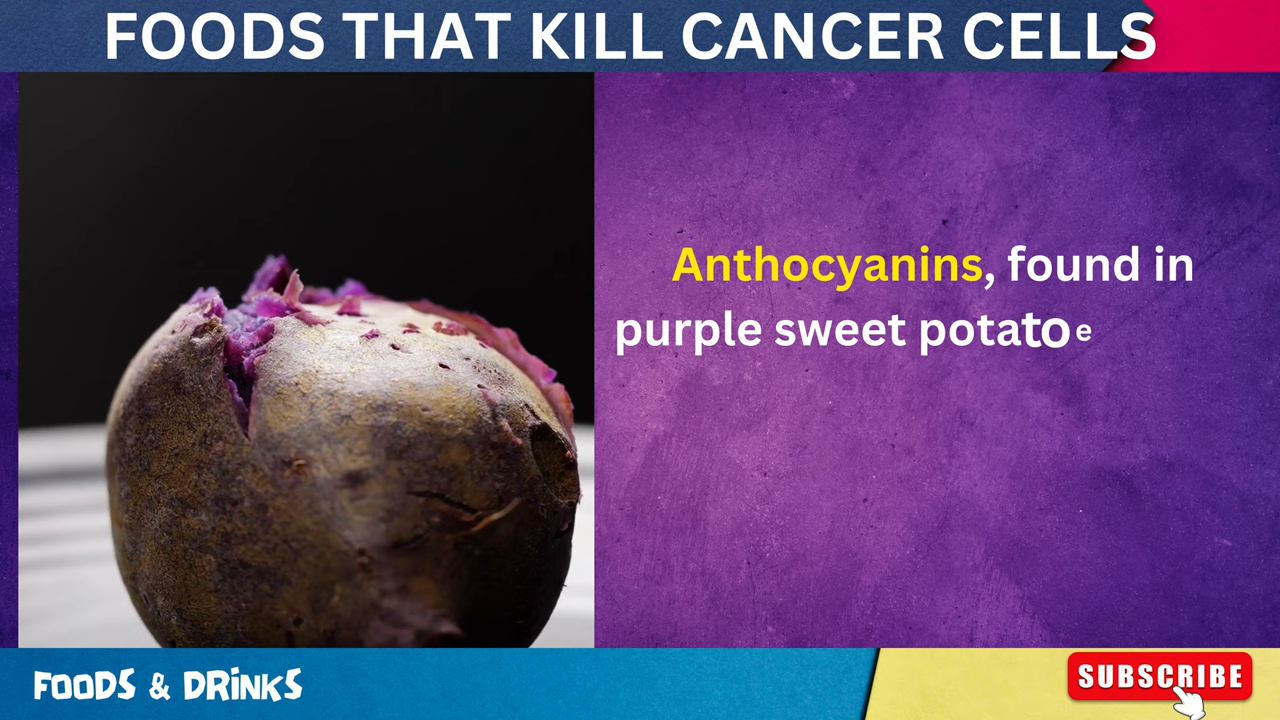 FOODS THAT KILL CANCER CELLS
Anthocyanins, found in
purple sweet potatoe
FOODS & DRINKS
SUBSCRIBE